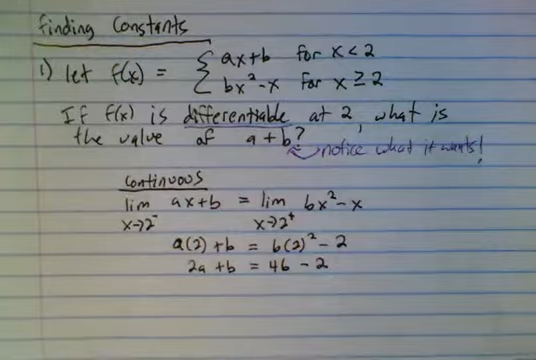 Finding Constants
1) let f(x) = { ax+b for x < 2
bx²-x for x ≥ 2
If f(x) is differentiable at 2, what is
the value of a+b?
notice what it wants!
Continuous
lim ax+b = lim bx²-x
x→2⁻ x→2⁺
a(2)+b = b(2)²-2
2a+b = 4b-2